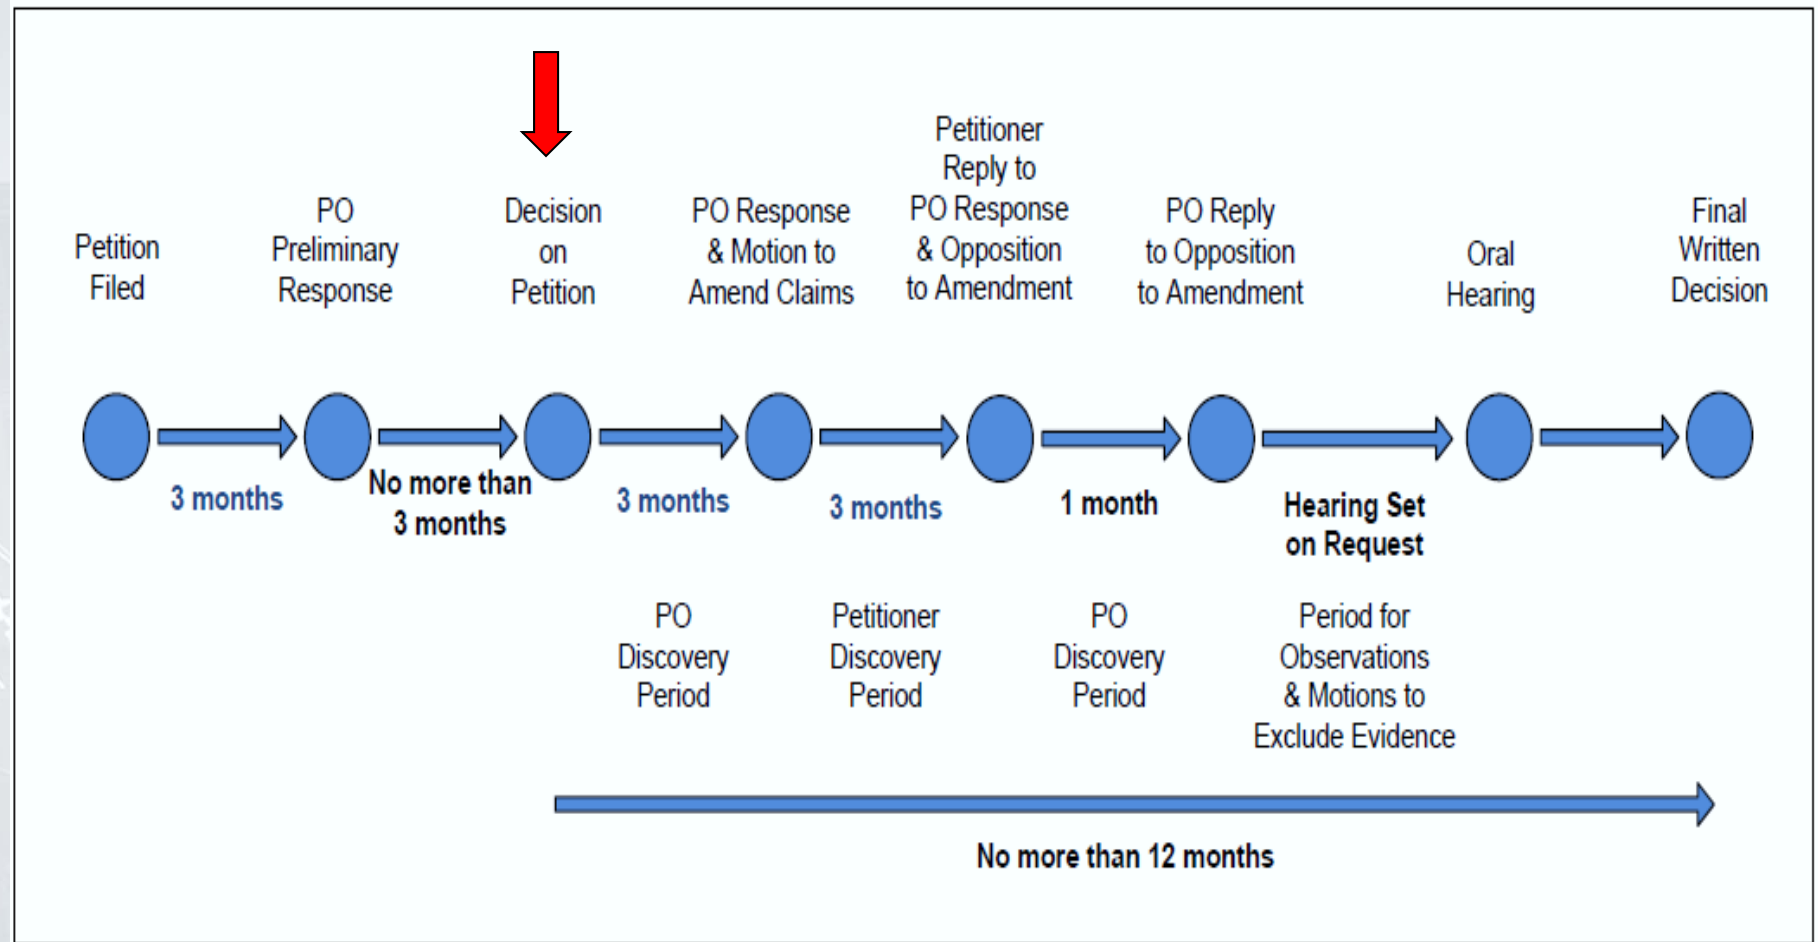 Petition
Filed
PO
Preliminary
Response
Decision
on
Petition
PO Response
& Motion to
Amend Claims
Petitioner
Reply to
PO Response
& Opposition
to Amendment
PO Reply
to Opposition
to Amendment
Oral
Hearing
Final
Written
Decision
3 months
No more than
3 months
3 months
3 months
1 month
Hearing Set
on Request
PO
Discovery
Period
Petitioner
Discovery
Period
PO
Discovery
Period
Period for
Observations
& Motions to
Exclude Evidence
No more than 12 months